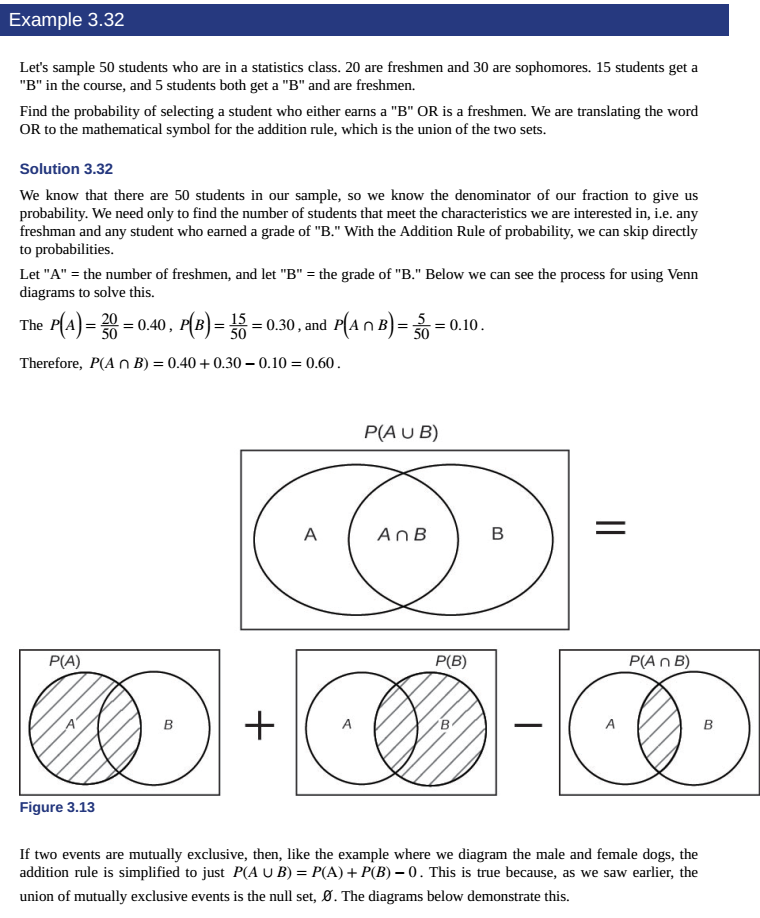 Example 3.32
Let's sample 50 students who are in a statistics class. 20 are freshmen and 30 are sophomores. 15 students get a
"B" in the course, and 5 students both get a "B" and are freshmen.
Find the probability of selecting a student who either earns a "B" OR is a freshmen. We are translating the word
OR to the mathematical symbol for the addition rule, which is the union of the two sets.
Solution 3.32
We know that there are 50 students in our sample, so we know the denominator of our fraction to give us
probability. We need only to find the number of students that meet the characteristics we are interested in, i.e. any
freshman and any student who earned a grade of "B." With the Addition Rule of probability, we can skip directly
to probabilities.
Let "A" = the number of freshmen, and let "B" = the grade of "B." Below we can see the process for using Venn
diagrams to solve this.
The P(A) = 20/50 = 0.40, P(B) = 15/50 = 0.30, and P(A ∩ B) = 5/50 = 0.10.
Therefore, P(A ∩ B) = 0.40 + 0.30 − 0.10 = 0.60.
P(A ∪ B)
A A ∩ B B =
P(A) P(B) P(A ∩ B)
A B + A B − A B
Figure 3.13
If two events are mutually exclusive, then, like the example where we diagram the male and female dogs, the
addition rule is simplified to just P(A ∪ B) = P(A) + P(B) − 0. This is true because, as we saw earlier, the
union of mutually exclusive events is the null set, Ø. The diagrams below demonstrate this.